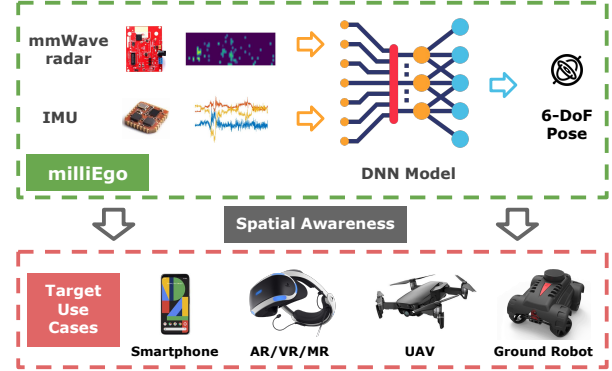 mmWave
radar
IMU
milliEgo
DNN Model
6-DoF
Pose
Spatial Awareness
Target
Use
Cases
Smartphone
AR/VR/MR
UAV
Ground Robot